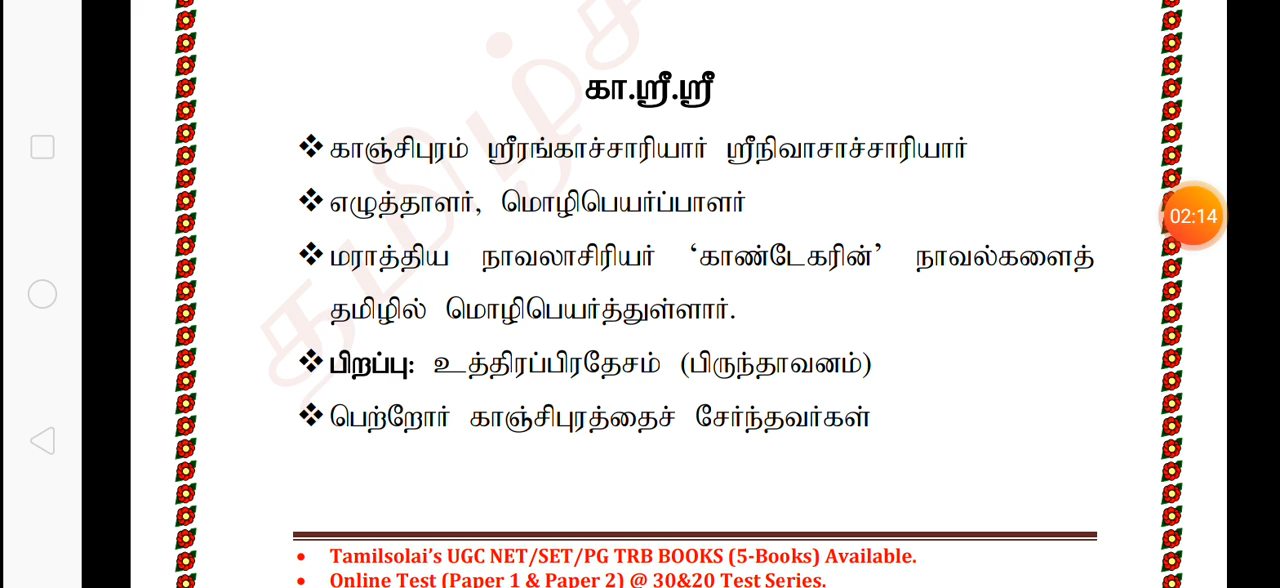 கா.ஸ்ரீ.ஸ்ரீ
❖ காஞ்சிபுரம் ஸ்ரீரங்காச்சாரியார் ஸ்ரீநிவாசாச்சாரியார்
❖ எழுத்தாளர், மொழிபெயர்ப்பாளர்
❖ மராத்திய நாவலாசிரியர் ‘காண்டேகரின்’ நாவல்களைத்
தமிழில் மொழிபெயர்த்துள்ளார்.
❖ பிறப்பு: உத்திரப்பிரதேசம் (பிருந்தாவனம்)
❖ பெற்றோர் காஞ்சிபுரத்தைச் சேர்ந்தவர்கள்
02:14
• Tamilsolai’s UGC NET/SET/PG TRB BOOKS (5-Books) Available.
• Online Test (Paper 1 & Paper 2) @ 30&20 Test Series.